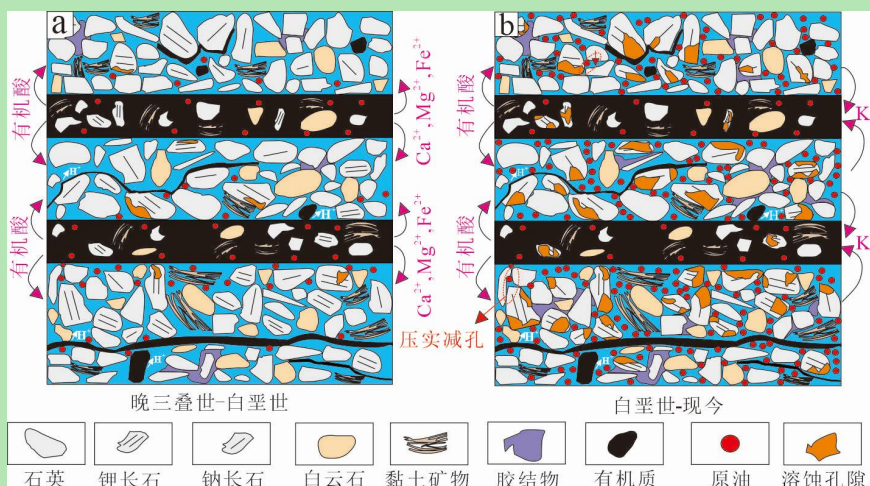 a
b
有机酸
有机酸
Ca²⁺,Mg²⁺,Fe²⁺
Ca²⁺,Mg²⁺,Fe²⁺
有机酸
有机酸
K
K
H⁺
H⁺
H⁺
H⁺
H⁺
H⁺
H⁺
H⁺
压实减孔
晚三叠世-白垩世
白垩世-现今
石英
钾长石
钠长石
白云石
黏土矿物
胶结物
有机质
原油
溶蚀孔隙